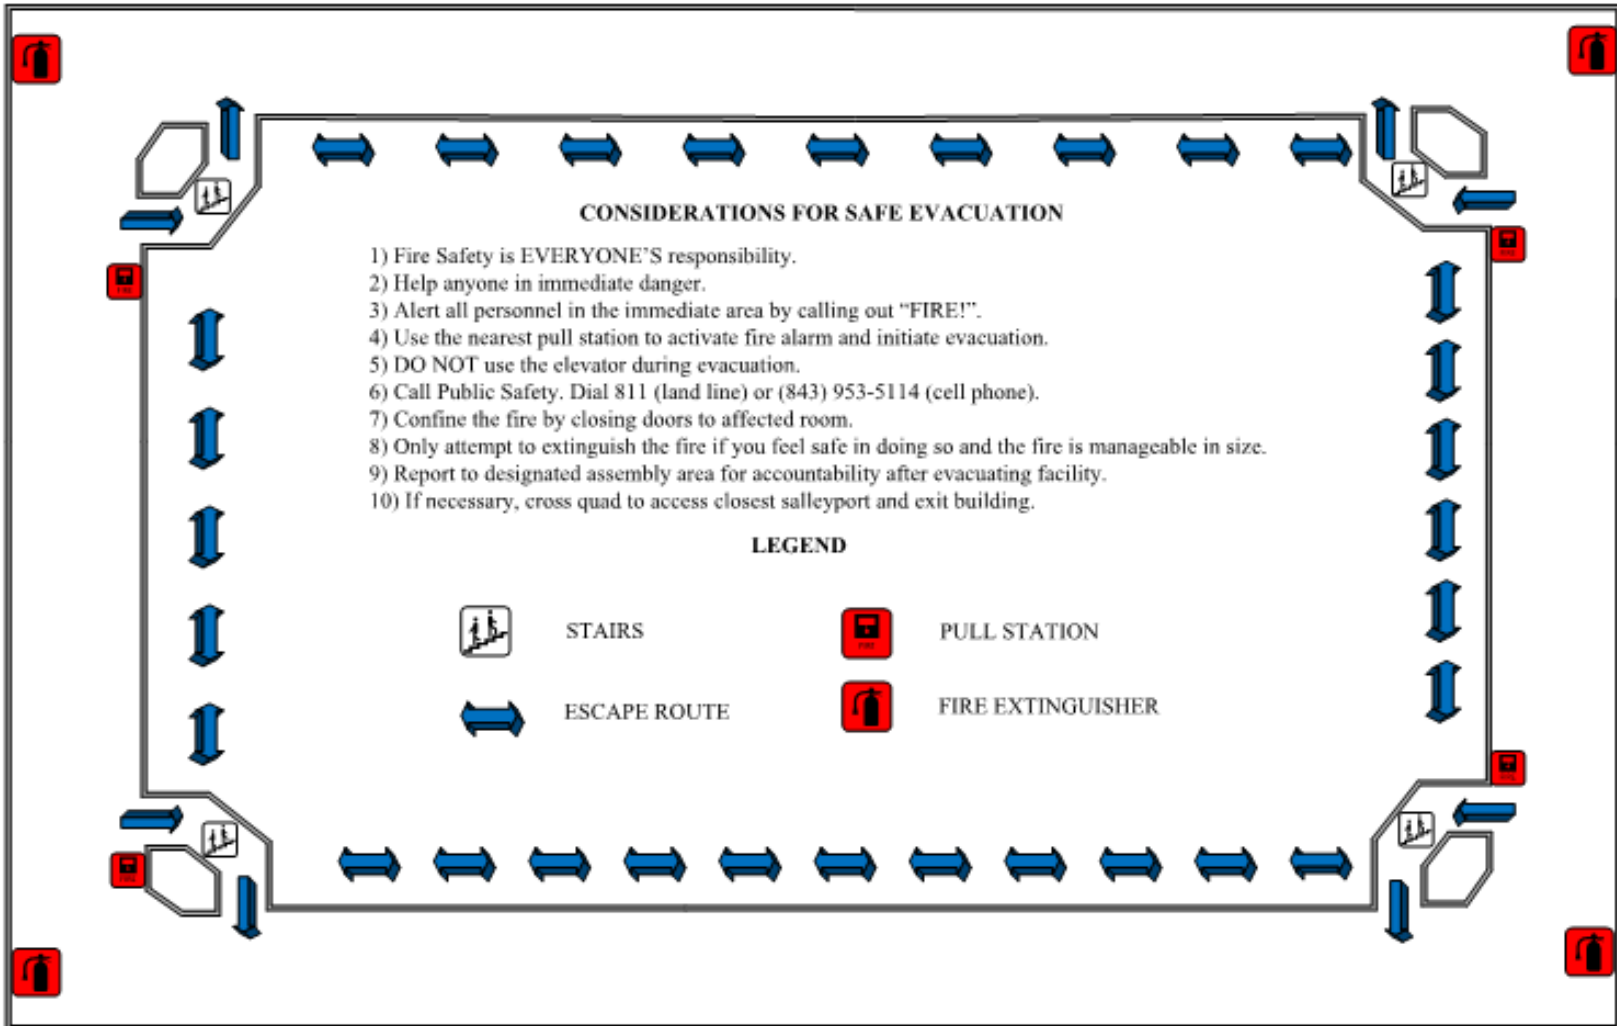 CONSIDERATIONS FOR SAFE EVACUATION
1) Fire Safety is EVERYONE'S responsibility.
2) Help anyone in immediate danger.
3) Alert all personnel in the immediate area by calling out “FIRE!”.
4) Use the nearest pull station to activate fire alarm and initiate evacuation.
5) DO NOT use the elevator during evacuation.
6) Call Public Safety. Dial 811 (land line) or (843) 953-5114 (cell phone).
7) Confine the fire by closing doors to affected room.
8) Only attempt to extinguish the fire if you feel safe in doing so and the fire is manageable in size.
9) Report to designated assembly area for accountability after evacuating facility.
10) If necessary, cross quad to access closest salleyport and exit building.
LEGEND
STAIRS
FIRE
PULL STATION
ESCAPE ROUTE
FIRE EXTINGUISHER